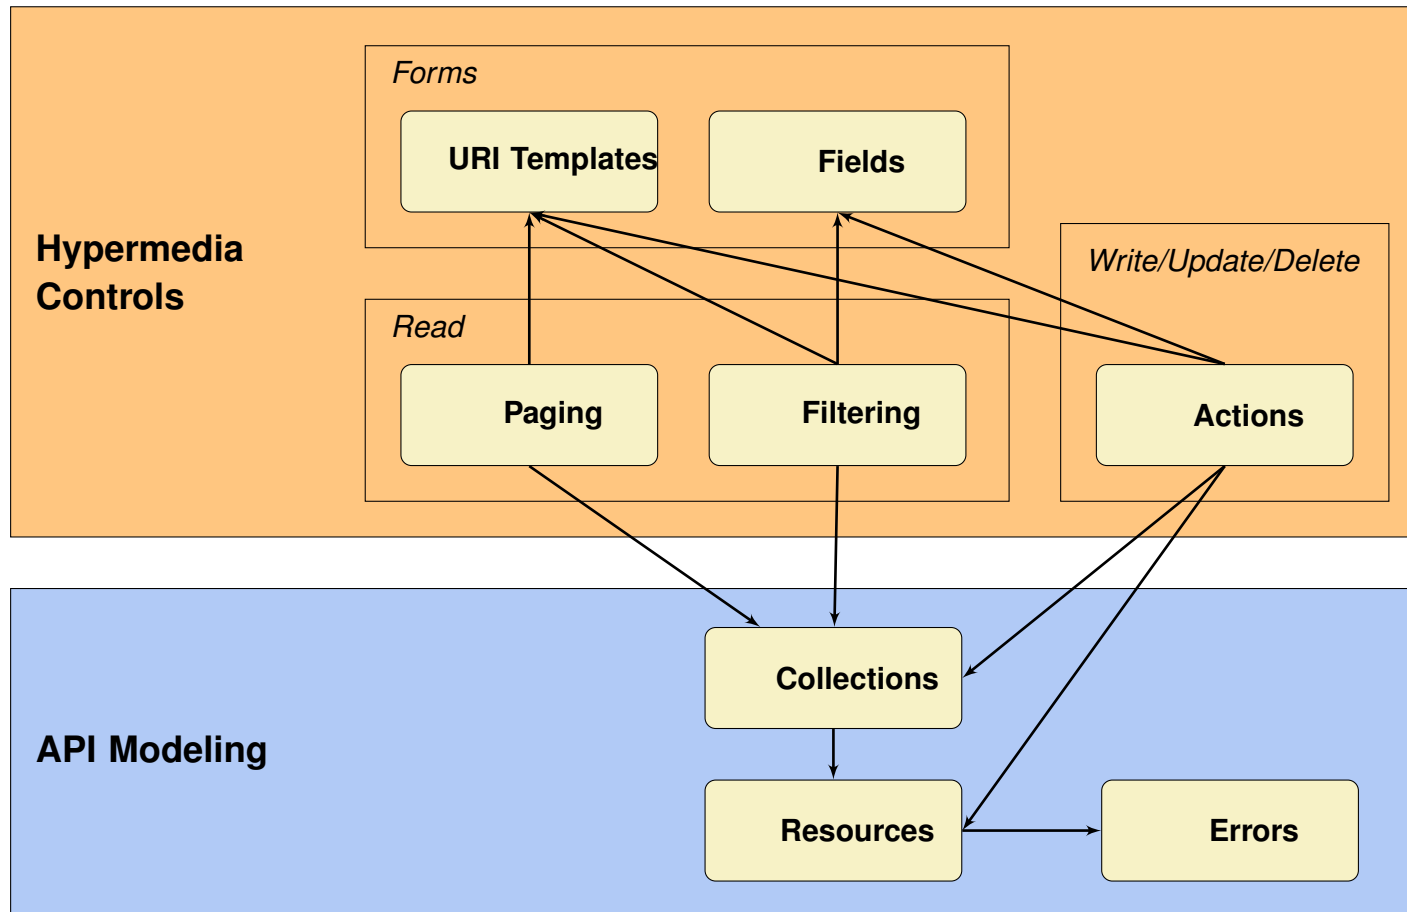 Forms
URI Templates
Fields
Hypermedia
Controls
Write/Update/Delete
Read
Paging
Filtering
Actions
Collections
API Modeling
Resources
Errors